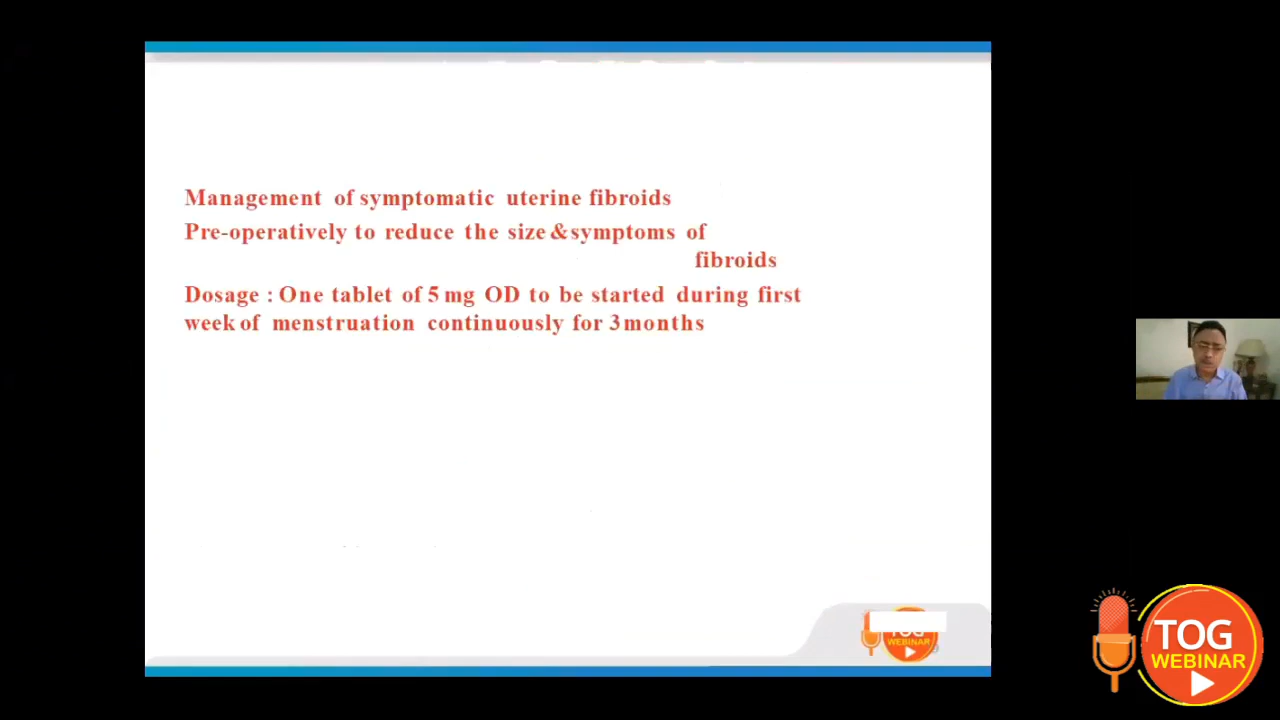 Management of symptomatic uterine fibroids
Pre-operatively to reduce the size &symptoms of
fibroids
Dosage : One tablet of 5 mg OD to be started during first
week of menstruation continuously for 3 months
TOG
WEBINAR
WEBINAR